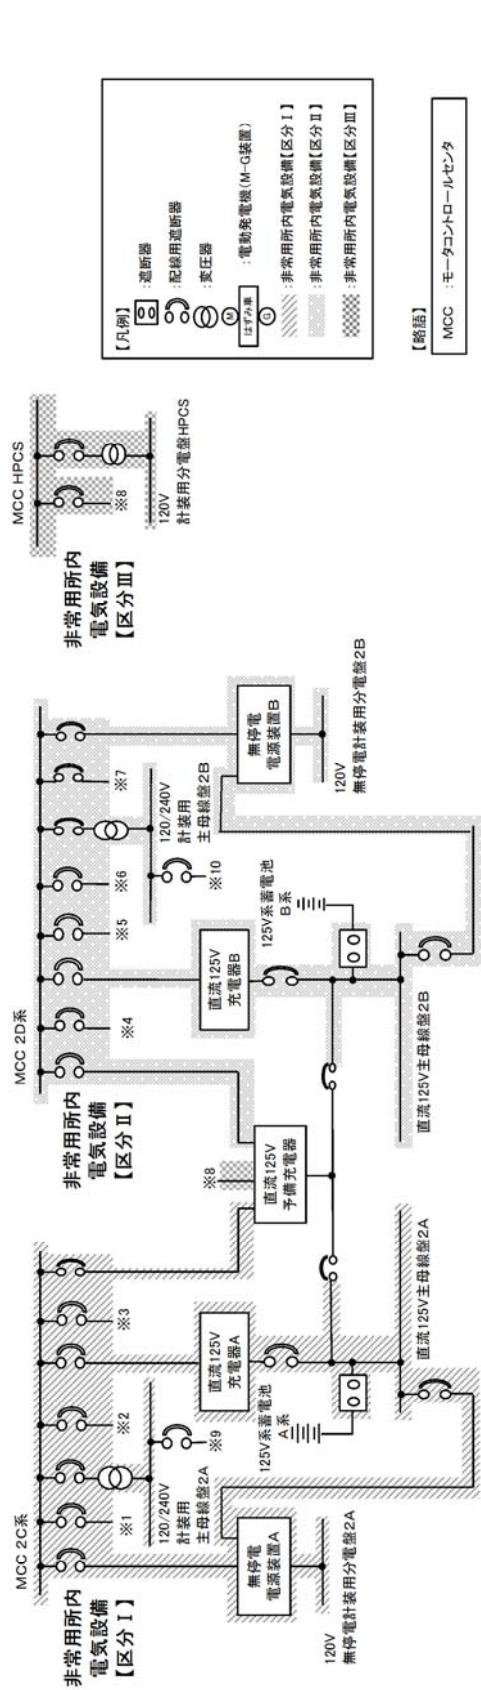 MCC 2C系
非常用所内
電気設備
【区分Ⅰ】
※1
※2
※3
120/240V
計装用
主母線盤2A
※9
無停電
電源装置A
120V
無停電計装用分電盤2A
直流125V
充電器A
125V系蓄電池
A系
直流125V主母線盤2A
※8
直流125V
予備充電器
MCC 2D系
非常用所内
電気設備
【区分Ⅱ】
※4
※5
※6
※7
120/240V
計装用
主母線盤2B
※10
直流125V
充電器B
125V系蓄電池
B系
直流125V主母線盤2B
無停電
電源装置B
120V
無停電計装用分電盤2B
MCC HPCS
非常用所内
電気設備
【区分Ⅲ】
※8
120V
計装用分電盤HPCS
【凡例】
:遮断器
:配線用遮断器
:変圧器
M
はずみ車
G
:電動発電機(M-G装置)
:非常用所内電気設備【区分Ⅰ】
:非常用所内電気設備【区分Ⅱ】
:非常用所内電気設備【区分Ⅲ】
【略語】
MCC :モータコントロールセンタ